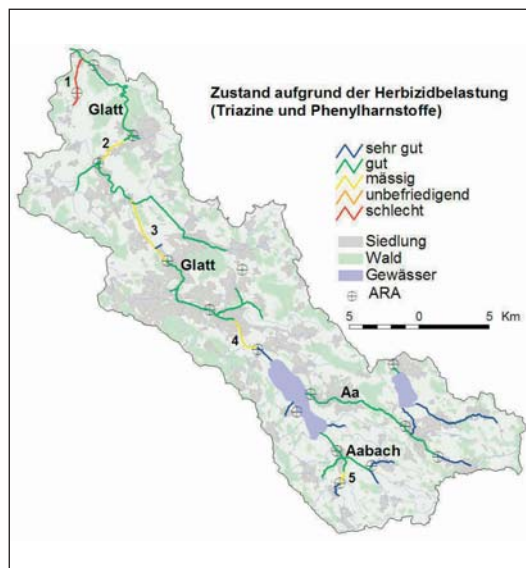 Zustand aufgrund der Herbizidbelastung
(Triazine und Phenylharnstoffe)
sehr gut
gut
mässig
unbefriedigend
schlecht
Siedlung
Wald
Gewässer
ARA
5 0 5 Km
1
Glatt
2
3
Glatt
4
Aa
Aabach
5